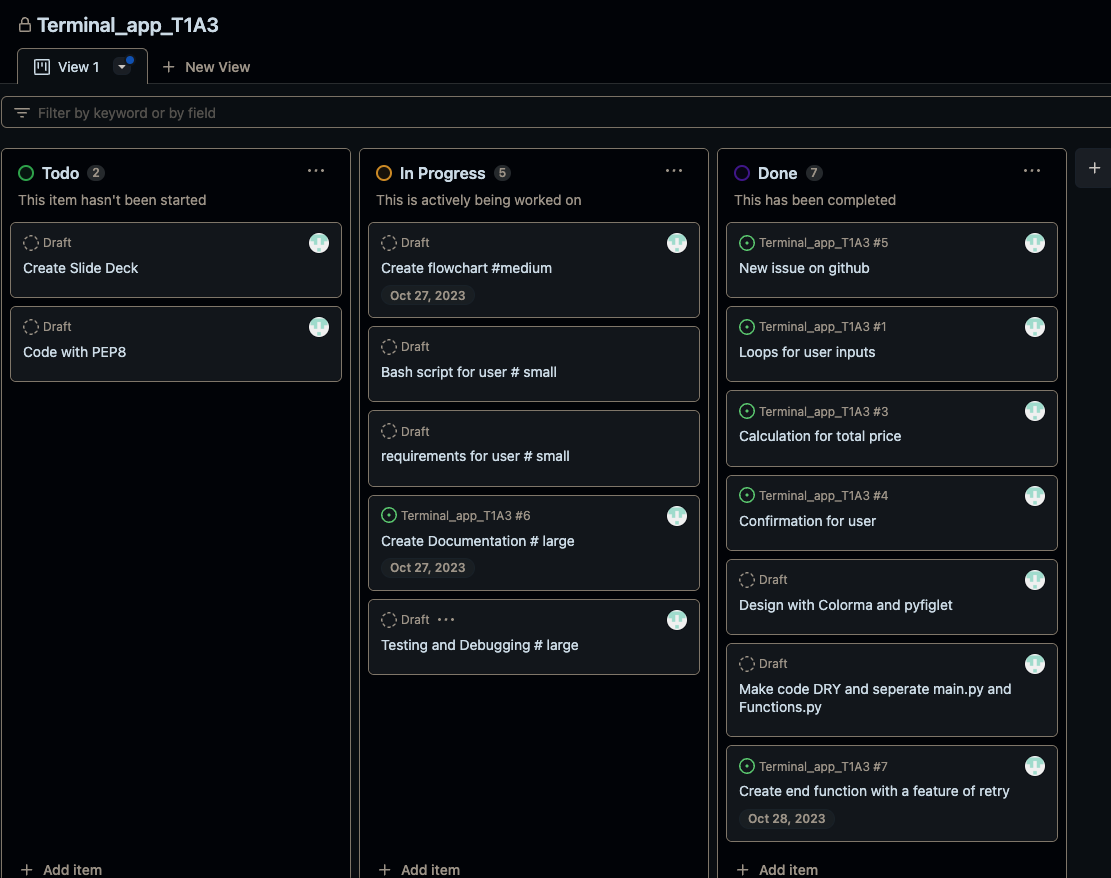 Terminal_app_T1A3
View 1
New View
Filter by keyword or by field
Todo 2
This item hasn't been started
Draft
Create Slide Deck
Draft
Code with PEP8
Add item
In Progress 5
This is actively being worked on
Draft
Create flowchart #medium
Oct 27, 2023
Draft
Bash script for user # small
Draft
requirements for user # small
Terminal_app_T1A3 #6
Create Documentation # large
Oct 27, 2023
Draft
Testing and Debugging # large
Add item
Done 7
This has been completed
Terminal_app_T1A3 #5
New issue on github
Terminal_app_T1A3 #1
Loops for user inputs
Terminal_app_T1A3 #3
Calculation for total price
Terminal_app_T1A3 #4
Confirmation for user
Draft
Design with Colorma and pyfiglet
Draft
Make code DRY and seperate main.py and
Functions.py
Terminal_app_T1A3 #7
Create end function with a feature of retry
Oct 28, 2023
Add item